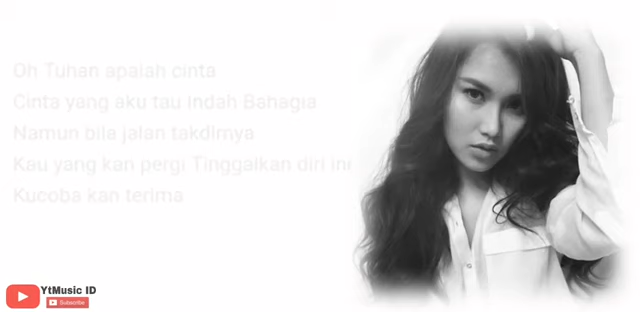 Oh Tuhan apalah cinta
Cinta yang aku tau Indah Bahagia
Namun bila jalan takdirnya
Kau yang kan pergi Tinggalkan diri ini
Kucoba kan terima
YtMusic ID
Subscribe